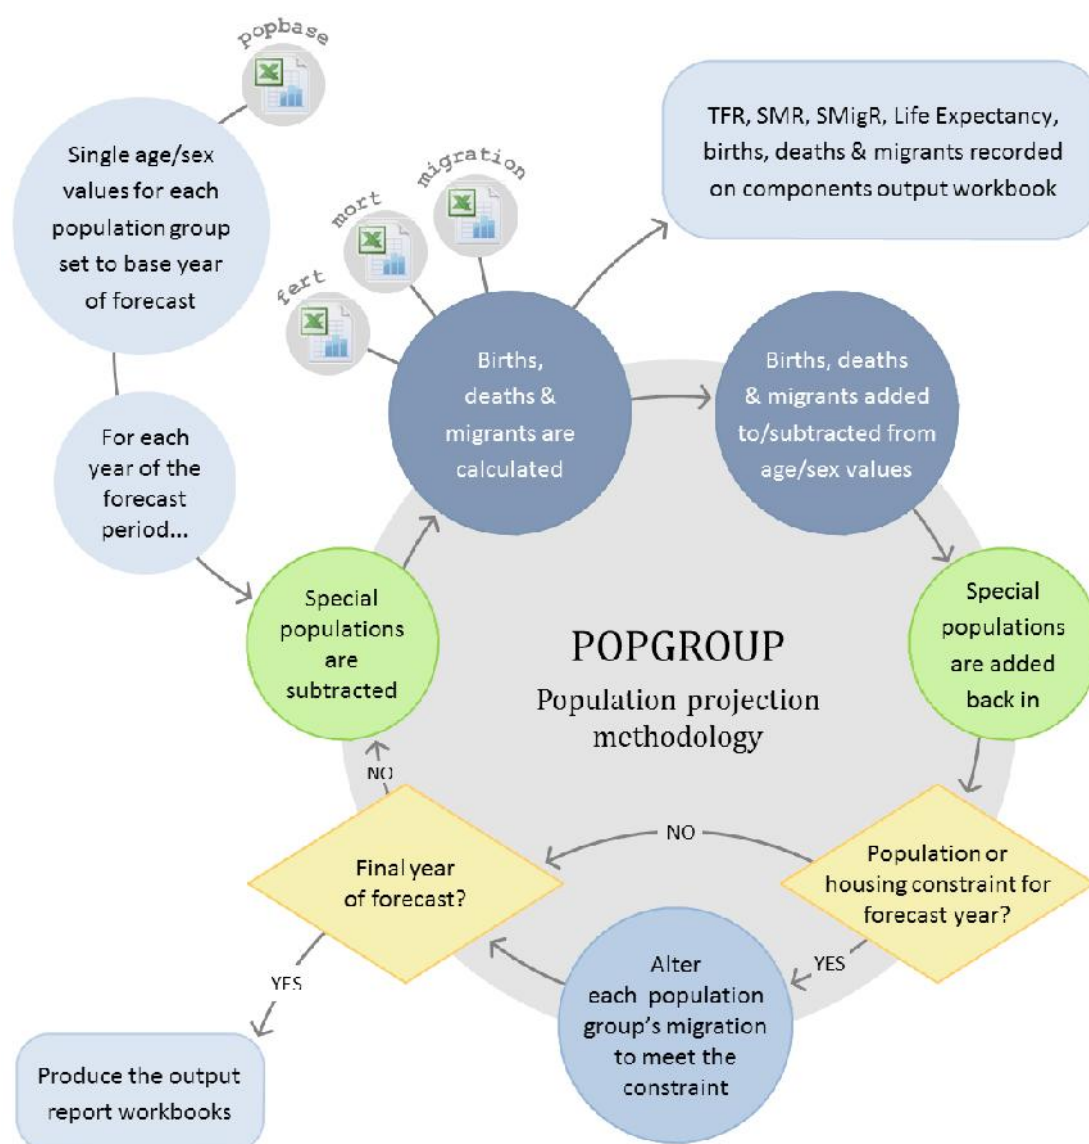 popbase
Single age/sex
values for each
population group
set to base year
of forecast
For each
year of the
forecast
period...
fert
mort
migration
TFR, SMR, SMigR, Life Expectancy,
births, deaths & migrants recorded
on components output workbook
Births,
deaths &
migrants are
calculated
Births, deaths
& migrants added
to/subtracted from
age/sex values
Special
populations
are
subtracted
Special
populations
are added
back in
POPGROUP
Population projection
methodology
NO
NO
Final year
of forecast?
Population or
housing constraint for
forecast year?
YES
YES
Alter
each population
group's migration
to meet the
constraint
Produce the output
report workbooks